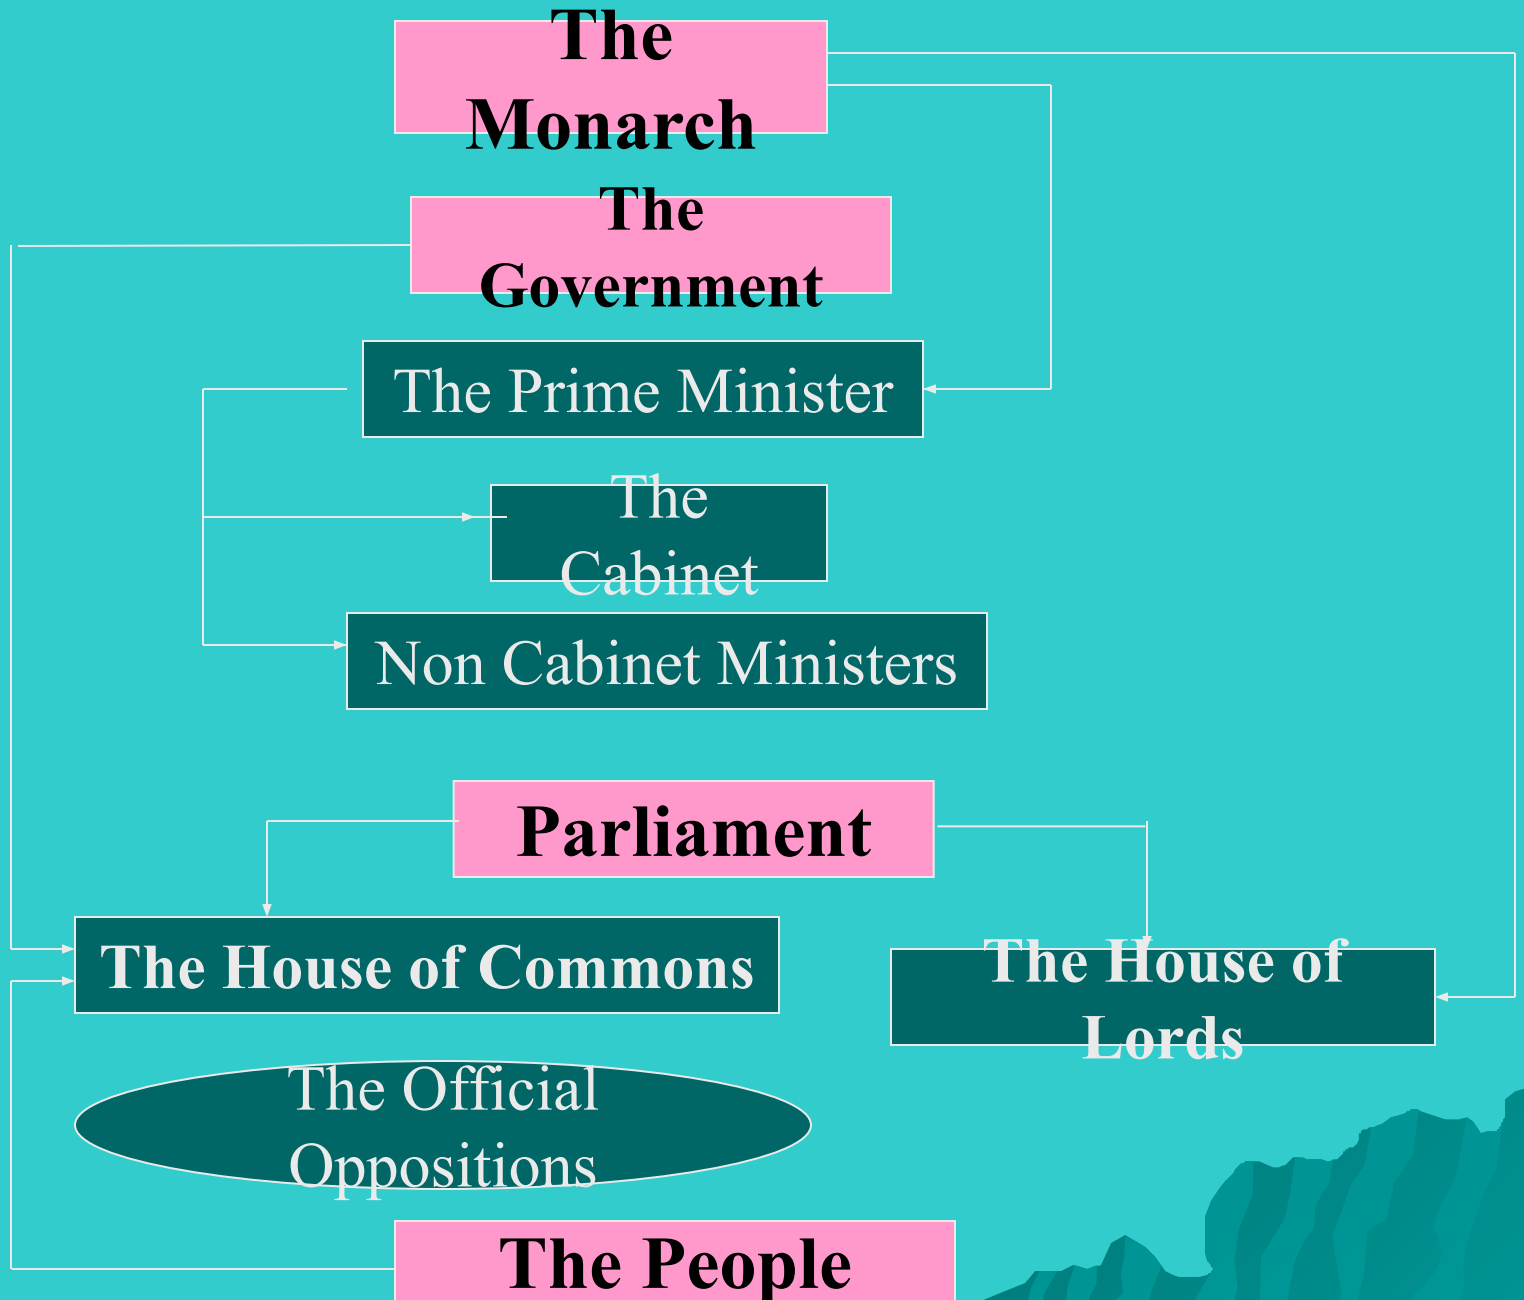 The
Monarch
The
Government
The Prime Minister
The
Cabinet
Non Cabinet Ministers
Parliament
The House of Commons
The House of
Lords
The Official
Oppositions
The People